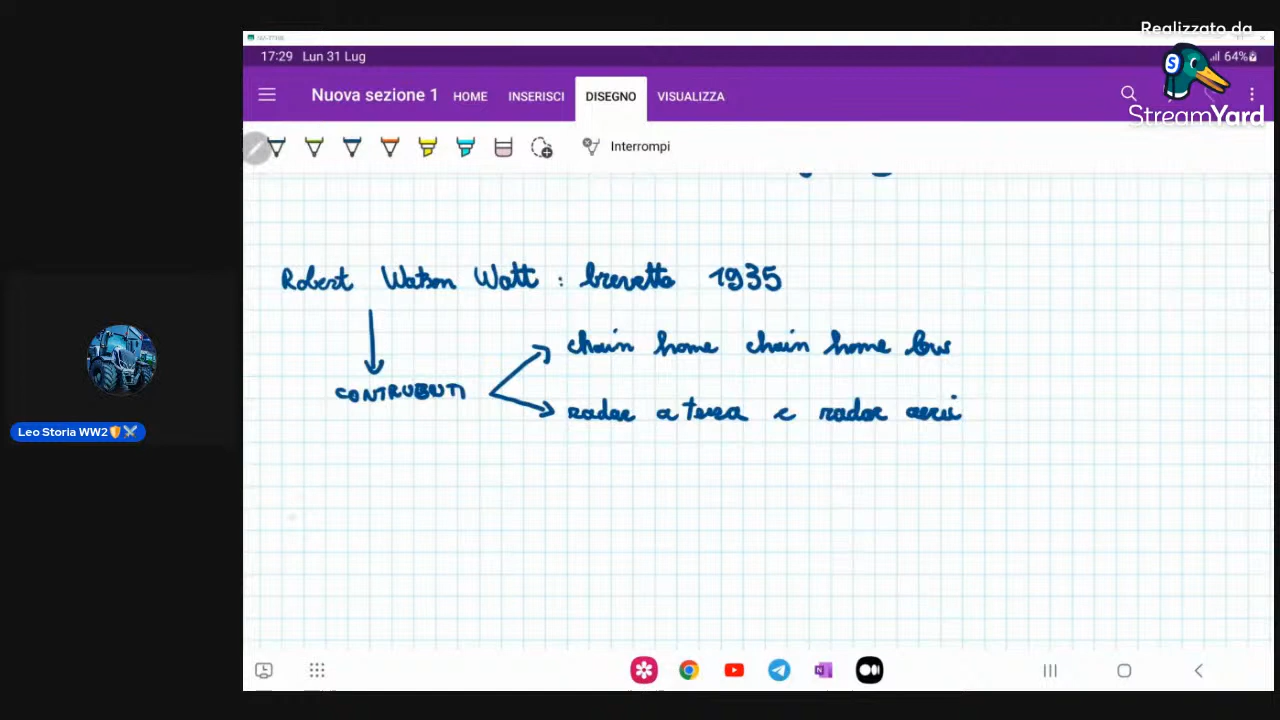 Realizzato da
StreamYard
17:29 Lun 31 Lug
64%
Nuova sezione 1 HOME INSERISCI DISEGNO VISUALIZZA
Interrompi
Robert Watson Watt : brevetto 1935
chain home chain home low
radar a terra e radar aerei
Leo Storia WW2